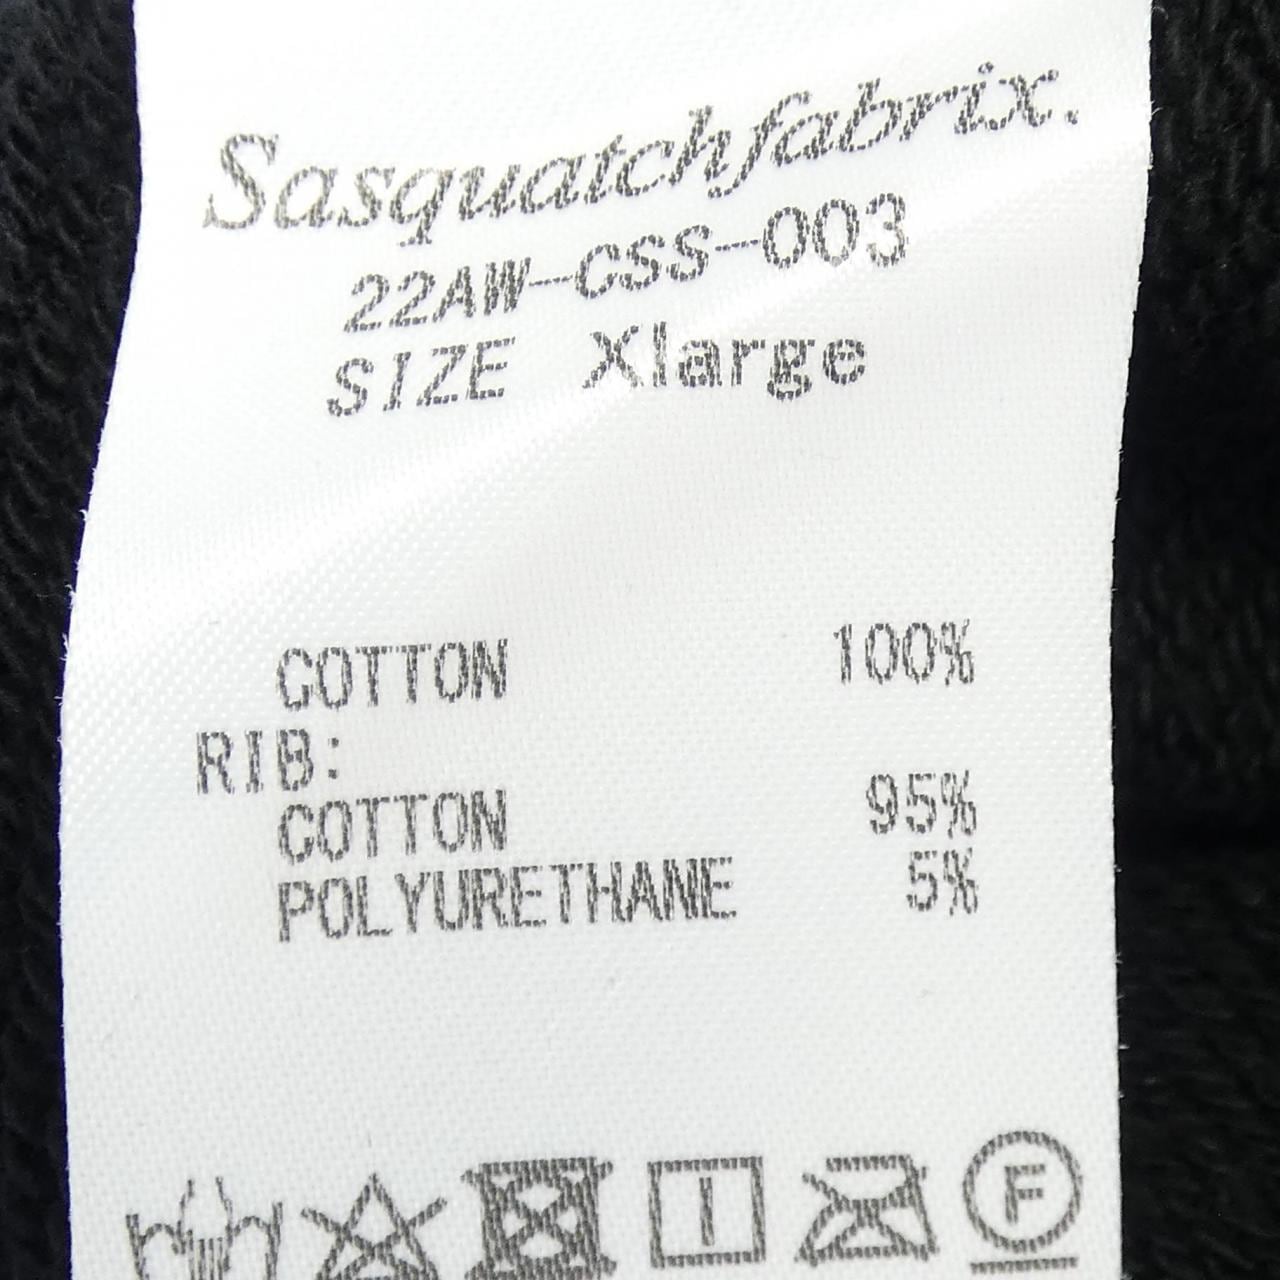 Sasquatchfabrix.
22AW-CSS-003
SIZE Xlarge
COTTON 100%
RIB:
COTTON 95%
POLYURETHANE 5%
F